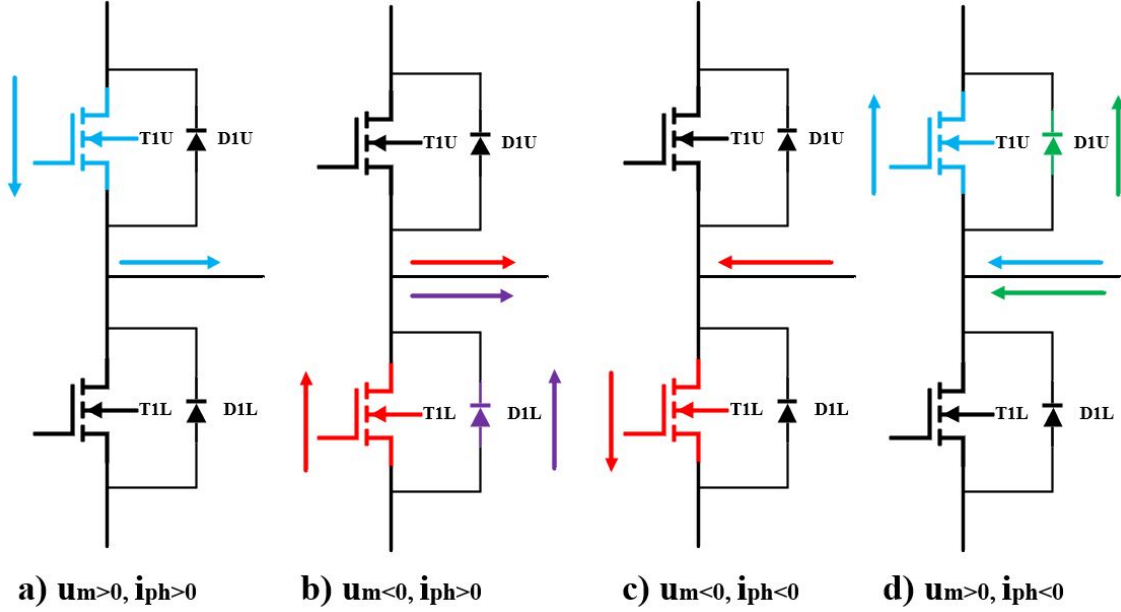 T1U D1U T1U D1U T1U D1U T1U D1U
T1L D1L T1L D1L T1L D1L T1L D1L
a) um>0, iph>0 b) um<0, iph>0 c) um<0, iph<0 d) um>0, iph<0